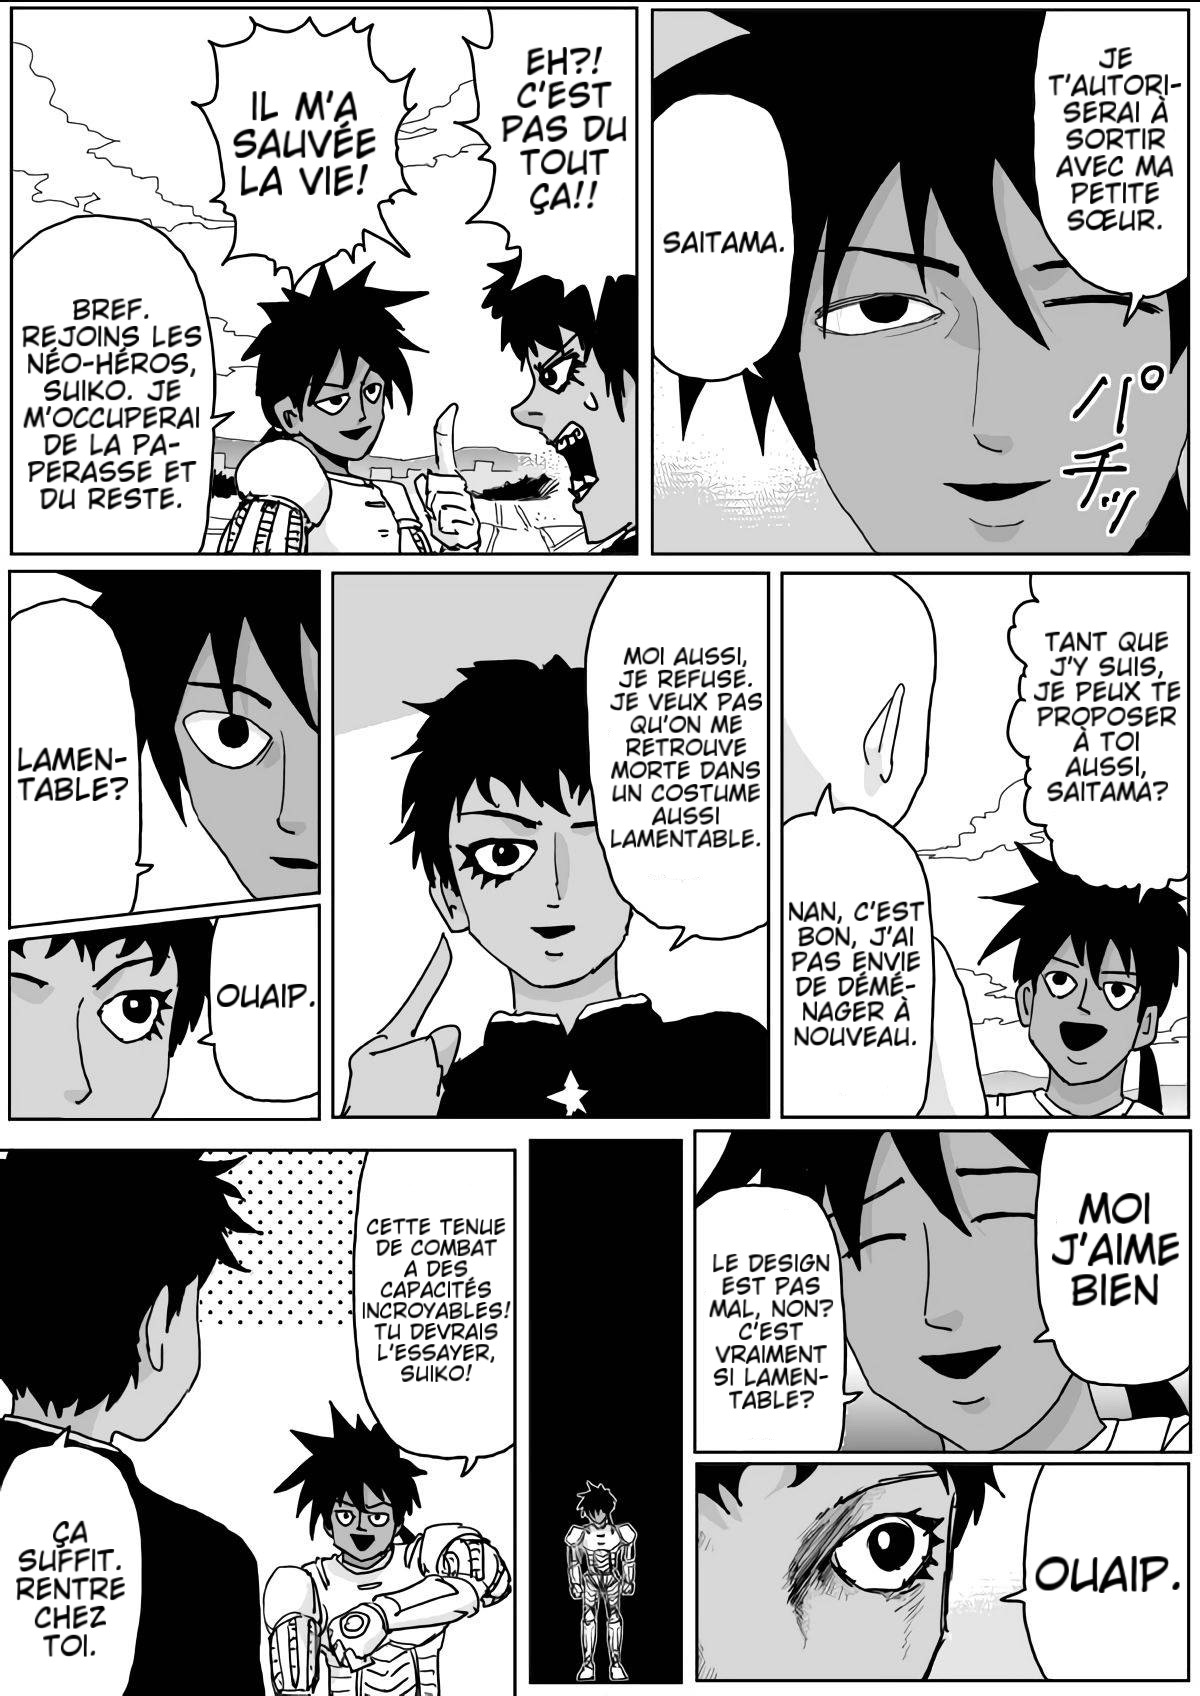 JE
T'AUTORI-
SERAI À
SORTIR
AVEC MA
PETITE
SŒUR.
SAITAMA.
パチッ
EH?!
C'EST
PAS DU
TOUT
ÇA!!
IL M'A
SAUVÉE
LA VIE!
BREF.
REJOINS LES
NÉO-HÉROS,
SUIKO. JE
M'OCCUPERAI
DE LA PA-
PERASSE ET
DU RESTE.
TANT QUE
J'Y SUIS,
JE PEUX TE
PROPOSER
À TOI
AUSSI,
SAITAMA?
NAN, C'EST
BON, J'AI
PAS ENVIE
DE DÉMÉ-
NAGER À
NOUVEAU.
MOI AUSSI,
JE REFUSE.
JE VEUX PAS
QU'ON ME
RETROUVE
MORTE DANS
UN COSTUME
AUSSI
LAMENTABLE.
LAMEN-
TABLE?
OUAIP.
MOI
J'AIME
BIEN
LE DESIGN
EST PAS
MAL, NON?
C'EST
VRAIMENT
SI LAMEN-
TABLE?
OUAIP.
CETTE TENUE
DE COMBAT
A DES
CAPACITÉS
INCROYABLES!
TU DEVRAIS
L'ESSAYER,
SUIKO!
ÇA
SUFFIT.
RENTRE
CHEZ
TOI.